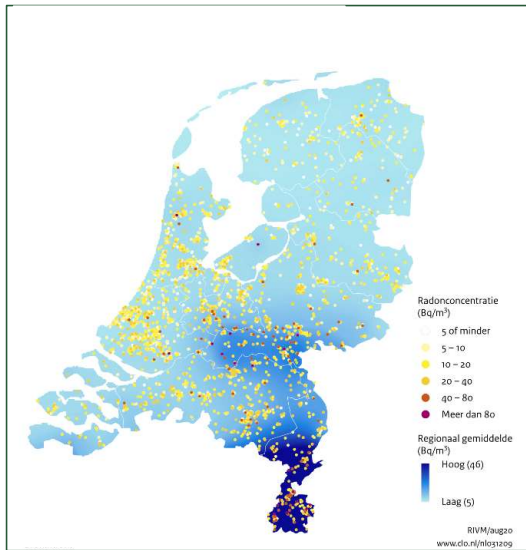 Radonconcentratie
(Bq/m³)
5 of minder
5 – 10
10 – 20
20 – 40
40 – 80
Meer dan 80
Regionaal gemiddelde
(Bq/m³)
Hoog (46)
Laag (5)
RIVM/aug20
www.clo.nl/nl031209